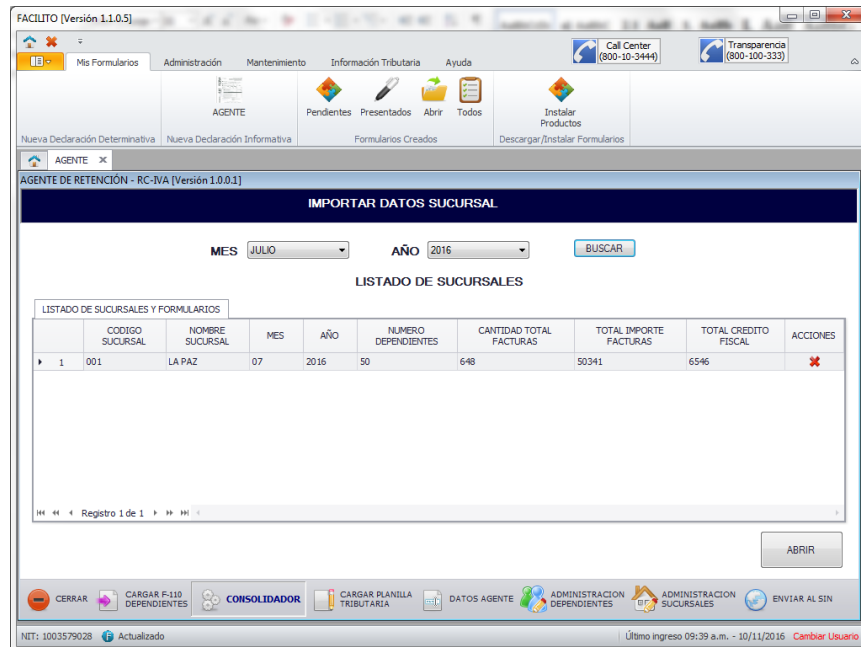 FACILITO [Versión 1.1.0.5]
Call Center
(800-10-3444)
Transparencia
(800-100-333)
Mis Formularios Administración Mantenimiento Información Tributaria Ayuda
AGENTE Pendientes Presentados Abrir Todos Instalar
Productos
Nueva Declaración Determinativa Nueva Declaración Informativa Formularios Creados Descargar/Instalar Formularios
AGENTE
AGENTE DE RETENCIÓN - RC-IVA [Versión 1.0.0.1]
IMPORTAR DATOS SUCURSAL
MES JULIO AÑO 2016 BUSCAR
LISTADO DE SUCURSALES
LISTADO DE SUCURSALES Y FORMULARIOS
CODIGO SUCURSAL NOMBRE SUCURSAL MES AÑO NUMERO DEPENDIENTES CANTIDAD TOTAL FACTURAS TOTAL IMPORTE FACTURAS TOTAL CREDITO FISCAL ACCIONES
1 001 LA PAZ 07 2016 50 648 50341 6546
Registro 1 de 1
ABRIR
CERRAR CARGAR F-110 DEPENDIENTES CONSOLIDADOR CARGAR PLANILLA TRIBUTARIA DATOS AGENTE ADMINISTRACION DEPENDIENTES ADMINISTRACION SUCURSALES ENVIAR AL SIN
NIT: 1003579028 Actualizado Último ingreso 09:39 a.m. - 10/11/2016 Cambiar Usuario